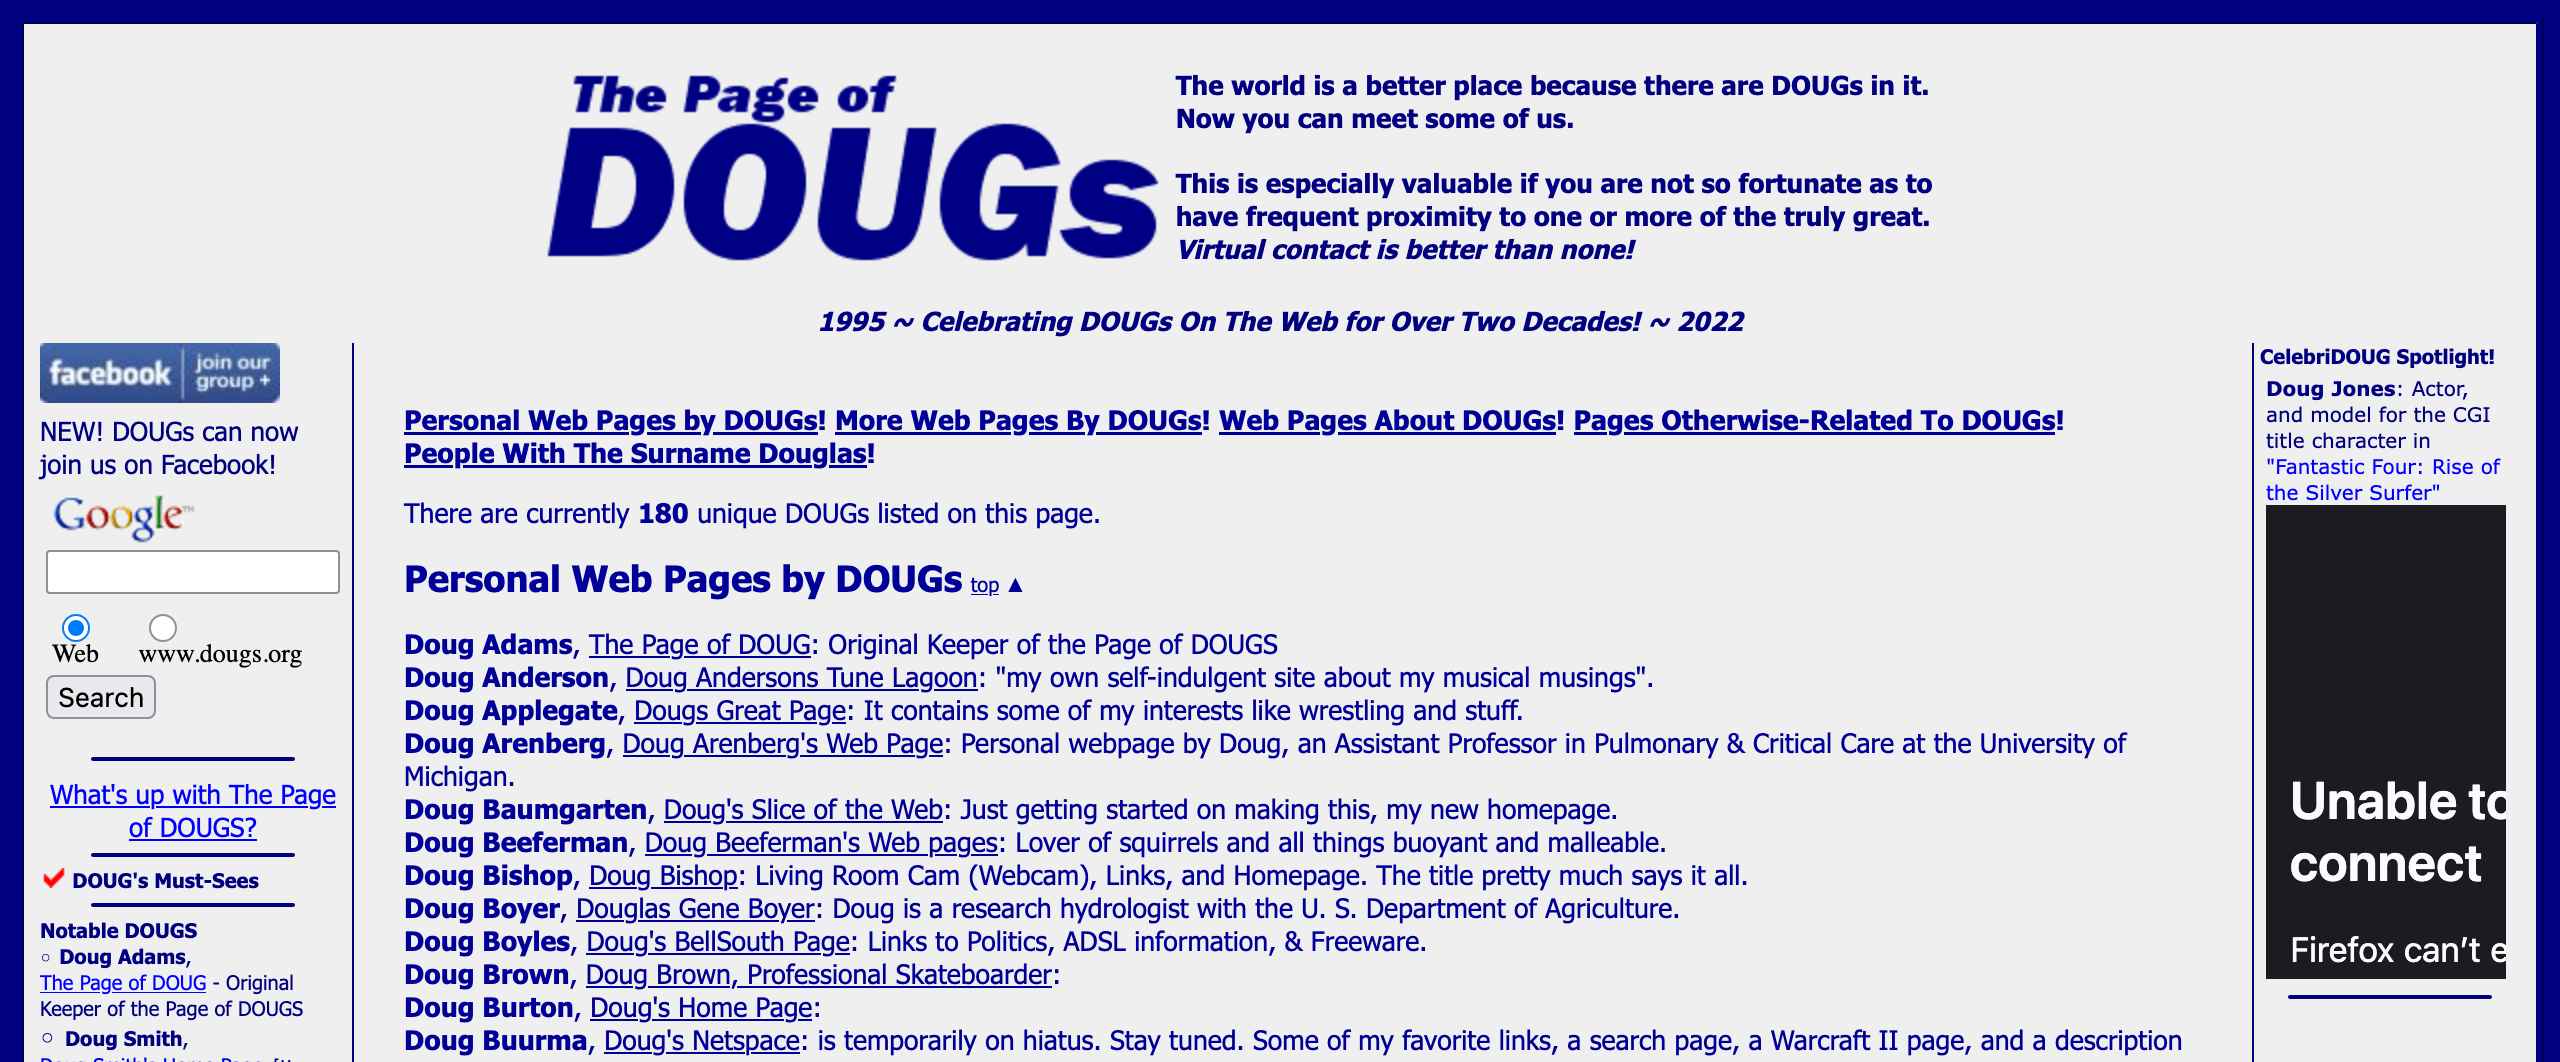 The Page of
DOUGs
The world is a better place because there are DOUGs in it.
Now you can meet some of us.
This is especially valuable if you are not so fortunate as to
have frequent proximity to one or more of the truly great.
Virtual contact is better than none!
1995 ~ Celebrating DOUGs On The Web for Over Two Decades! ~ 2022
facebook join our
group +
NEW! DOUGs can now
join us on Facebook!
Google™
Web www.dougs.org
Search
What's up with The Page
of DOUGS?
DOUG's Must-Sees
Notable DOUGS
○ Doug Adams,
The Page of DOUG - Original
Keeper of the Page of DOUGS
○ Doug Smith,
Personal Web Pages by DOUGs! More Web Pages By DOUGs! Web Pages About DOUGs! Pages Otherwise-Related To DOUGs!
People With The Surname Douglas!
There are currently 180 unique DOUGs listed on this page.
Personal Web Pages by DOUGs top ▲
Doug Adams, The Page of DOUG: Original Keeper of the Page of DOUGS
Doug Anderson, Doug Andersons Tune Lagoon: "my own self-indulgent site about my musical musings".
Doug Applegate, Dougs Great Page: It contains some of my interests like wrestling and stuff.
Doug Arenberg, Doug Arenberg's Web Page: Personal webpage by Doug, an Assistant Professor in Pulmonary & Critical Care at the University of
Michigan.
Doug Baumgarten, Doug's Slice of the Web: Just getting started on making this, my new homepage.
Doug Beeferman, Doug Beeferman's Web pages: Lover of squirrels and all things buoyant and malleable.
Doug Bishop, Doug Bishop: Living Room Cam (Webcam), Links, and Homepage. The title pretty much says it all.
Doug Boyer, Douglas Gene Boyer: Doug is a research hydrologist with the U. S. Department of Agriculture.
Doug Boyles, Doug's BellSouth Page: Links to Politics, ADSL information, & Freeware.
Doug Brown, Doug Brown, Professional Skateboarder:
Doug Burton, Doug's Home Page:
Doug Buurma, Doug's Netspace: is temporarily on hiatus. Stay tuned. Some of my favorite links, a search page, a Warcraft II page, and a description
CelebriDOUG Spotlight!
Doug Jones: Actor,
and model for the CGI
title character in
"Fantastic Four: Rise of
the Silver Surfer"
Unable to
connect
Firefox can't e